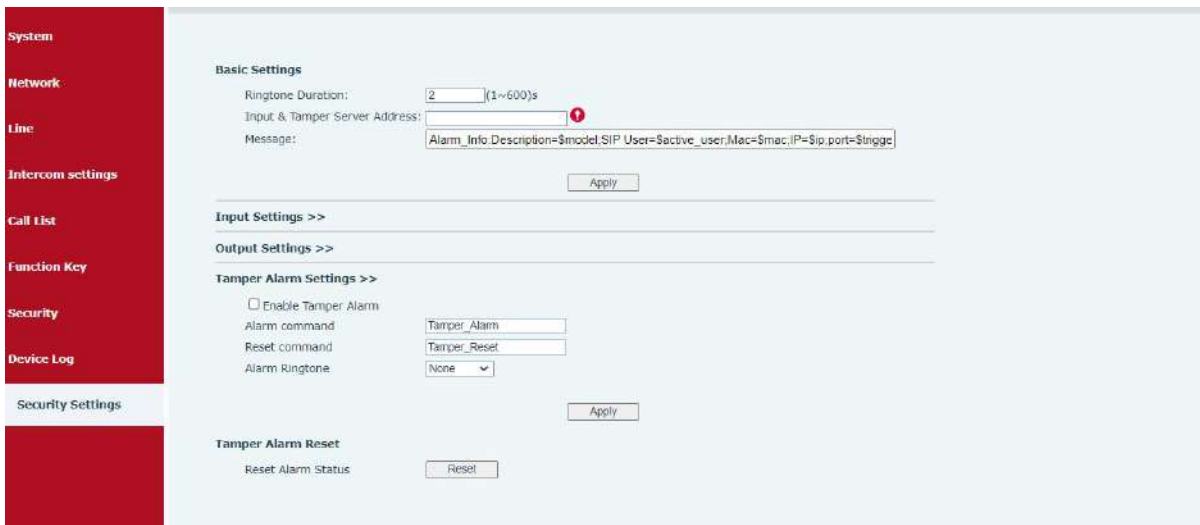 System
Network
Line
Intercom settings
Call List
Function Key
Security
Device Log
Security Settings
Basic Settings
Ringtone Duration: 2 (1~600)s
Input & Tamper Server Address:
Message: Alarm_Info:Description=$model;SIP User=$active_user;Mac=$mac;IP=$ip;port=$trigge
Apply
Input Settings >>
Output Settings >>
Tamper Alarm Settings >>
Enable Tamper Alarm
Alarm command Tamper_Alarm
Reset command Tamper_Reset
Alarm Ringtone None
Apply
Tamper Alarm Reset
Reset Alarm Status Reset